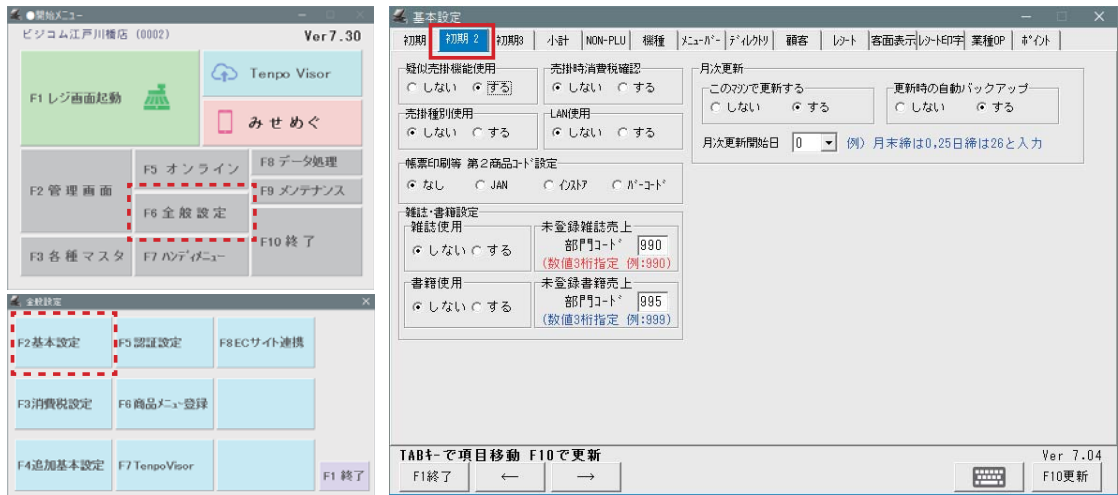 ●開始メニュー
ビジコム江戸川橋店 (0002) Ver7.30
F1 レジ画面起動
Tenpo Visor
みせめぐ
F2 管理画面
F5 オンライン
F8 データ処理
F6 全般設定
F9 メンテナンス
F3 各種マスタ
F7 ハンディメニュー
F10 終了
全般設定
F2基本設定
F5 認証設定
F8ECサイト連携
F3消費税設定
F6 商品メニュー登録
F4追加基本設定
F7 TenpoVisor
F1 終了
基本設定
初期 初期 2 初期3 小計 NON-PLU 機種 メニューバー ディレクトリ 顧客 レシート 客面表示 レシートEロ字 業種OP ポイント
疑似売掛機能使用
しない する
売掛時消費税確認
しない する
売掛種別使用
しない する
LAN使用
しない する
帳票印刷等 第2商品コード設定
なし JAN インストア バーコード
雑誌・書籍設定
雑誌使用
しない する
未登録雑誌売上
部門コード 990
(数値3桁指定 例:990)
書籍使用
しない する
未登録書籍売上
部門コード 995
(数値3桁指定 例:999)
月次更新
このマシンで更新する
しない する
更新時の自動バックアップ
しない する
月次更新開始日 0 例) 月末締は0,25日締は26と入力
TABキーで項目移動 F10で更新 Ver 7.04
F1終了 ← → F10更新